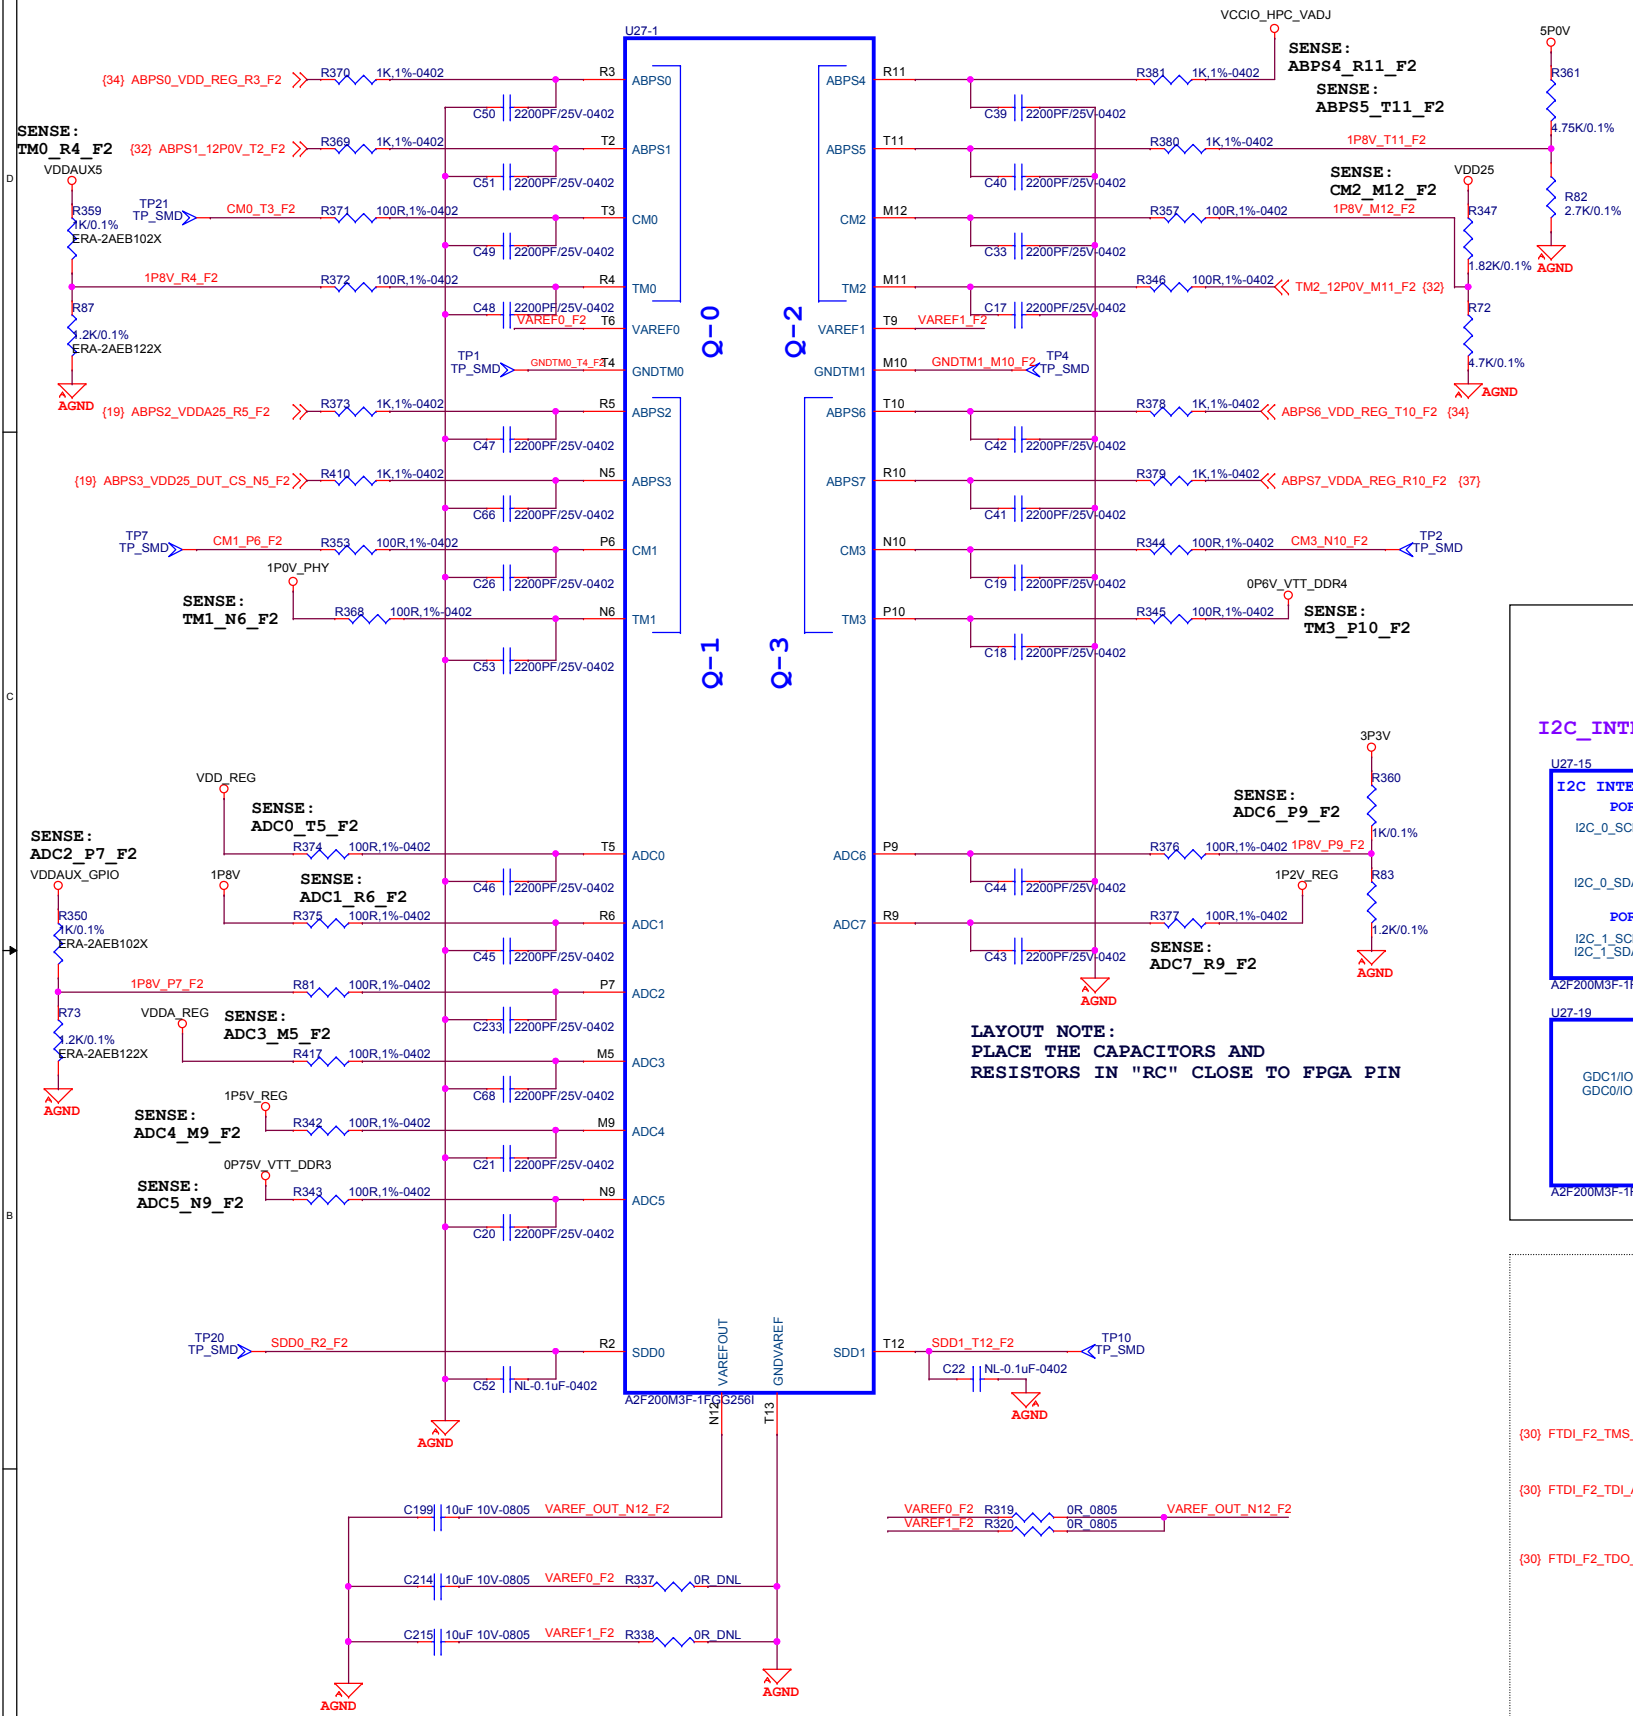 VCCIO_HPC_VADJ
5P0V
U27-1
SENSE:
ABPS4_R11_F2
{34} ABPS0_VDD_REG_R3_F2 R370 1K,1%-0402 R3 ABPS0
ABPS4 R11 R381 1K,1%-0402
R361
4.75K/0.1%
C50 2200PF/25V-0402
C39 2200PF/25V-0402
SENSE:
ABPS5_T11_F2
SENSE:
TM0_R4_F2
VDDAUX5
{32} ABPS1_12P0V_T2_F2 R369 1K,1%-0402 T2 ABPS1
ABPS5 T11 R380 1K,1%-0402 1P8V_T11_F2
C51 2200PF/25V-0402
C40 2200PF/25V-0402
SENSE:
CM2_M12_F2
VDD25
R82
2.7K/0.1%
AGND
D
R359
1K/0.1%
ERA-2AEB102X
TP21
TP_SMD
CM0_T3_F2 R371 100R,1%-0402 T3 CM0
CM2 M12 R357 100R,1%-0402 1P8V_M12_F2
R347
1.82K/0.1%
C49 2200PF/25V-0402
C33 2200PF/25V-0402
1P8V_R4_F2 R372 100R,1%-0402 R4 TM0
TM2 M11 R346 100R,1%-0402 TM2_12P0V_M11_F2 {32}
R87
1.2K/0.1%
ERA-2AEB122X
AGND
C48 2200PF/25V-0402
C17 2200PF/25V-0402
R72
4.7K/0.1%
AGND
VAREF0_F2 T6 VAREF0
VAREF1 T9 VAREF1_F2
Q-0
Q-2
TP1
TP_SMD
GNDTM0_T4_F2 T4 GNDTM0
GNDTM1 M10 GNDTM1_M10_F2
TP4
TP_SMD
{19} ABPS2_VDDA25_R5_F2 R373 1K,1%-0402 R5 ABPS2
ABPS6 T10 R378 1K,1%-0402 ABPS6_VDD_REG_T10_F2 {34}
C47 2200PF/25V-0402
C42 2200PF/25V-0402
{19} ABPS3_VDD25_DUT_CS_N5_F2 R410 1K,1%-0402 N5 ABPS3
ABPS7 R10 R379 1K,1%-0402 ABPS7_VDDA_REG_R10_F2 {37}
C66 2200PF/25V-0402
C41 2200PF/25V-0402
TP7
TP_SMD
CM1_P6_F2 R353 100R,1%-0402 P6 CM1
CM3 N10 R344 100R,1%-0402 CM3_N10_F2
TP2
TP_SMD
1P0V_PHY
C26 2200PF/25V-0402
C19 2200PF/25V-0402
0P6V_VTT_DDR4
SENSE:
TM1_N6_F2
R368 100R,1%-0402 N6 TM1
TM3 P10 R345 100R,1%-0402
SENSE:
TM3_P10_F2
C53 2200PF/25V-0402
C18 2200PF/25V-0402
Q-1
Q-3
C
I2C_INT
3P3V
U27-15
I2C INTE
POR
I2C_0_SC
I2C_0_SDA
POR
I2C_1_SC
I2C_1_SDA
A2F200M3F-1F
VDD_REG
SENSE:
ADC0_T5_F2
SENSE:
ADC6_P9_F2
R360
1K/0.1%
R374 100R,1%-0402 T5 ADC0
ADC6 P9 R376 100R,1%-0402 1P8V_P9_F2
SENSE:
ADC2_P7_F2
VDDAUX_GPIO
1P8V
C46 2200PF/25V-0402
C44 2200PF/25V-0402
1P2V_REG
R83
1.2K/0.1%
AGND
SENSE:
ADC1_R6_F2
R350
1K/0.1%
ERA-2AEB102X
R375 100R,1%-0402 R6 ADC1
ADC7 R9 R377 100R,1%-0402
C45 2200PF/25V-0402
C43 2200PF/25V-0402
SENSE:
ADC7_R9_F2
1P8V_P7_F2 R81 100R,1%-0402 P7 ADC2
AGND
R73
1.2K/0.1%
ERA-2AEB122X
AGND
VDDA_REG
SENSE:
ADC3_M5_F2
C233 2200PF/25V-0402
R417 100R,1%-0402 M5 ADC3
LAYOUT NOTE:
PLACE THE CAPACITORS AND
RESISTORS IN "RC" CLOSE TO FPGA PIN
U27-19
GDC1/IO
GDC0/IO
A2F200M3F-1F
C68 2200PF/25V-0402
1P5V_REG
SENSE:
ADC4_M9_F2
R342 100R,1%-0402 M9 ADC4
C21 2200PF/25V-0402
0P75V_VTT_DDR3
SENSE:
ADC5_N9_F2
R343 100R,1%-0402 N9 ADC5
C20 2200PF/25V-0402
B
TP20
TP_SMD
SDD0_R2_F2 R2 SDD0
VAREFOUT
GNDVAREF
SDD1 T12 SDD1_T12_F2
TP10
TP_SMD
C52 NL-0.1uF-0402
C22 NL-0.1uF-0402
A2F200M3F-1FGG256I
N12
T13
AGND
AGND
{30} FTDI_F2_TMS_
{30} FTDI_F2_TDI_A
{30} FTDI_F2_TDO_
C199 10uF 10V-0805 VAREF_OUT_N12_F2
VAREF0_F2 R319 0R_0805 VAREF_OUT_N12_F2
VAREF1_F2 R320 0R_0805
C214 10uF 10V-0805 VAREF0_F2 R337 0R_DNL
C215 10uF 10V-0805 VAREF1_F2 R338 0R_DNL
AGND
AGND